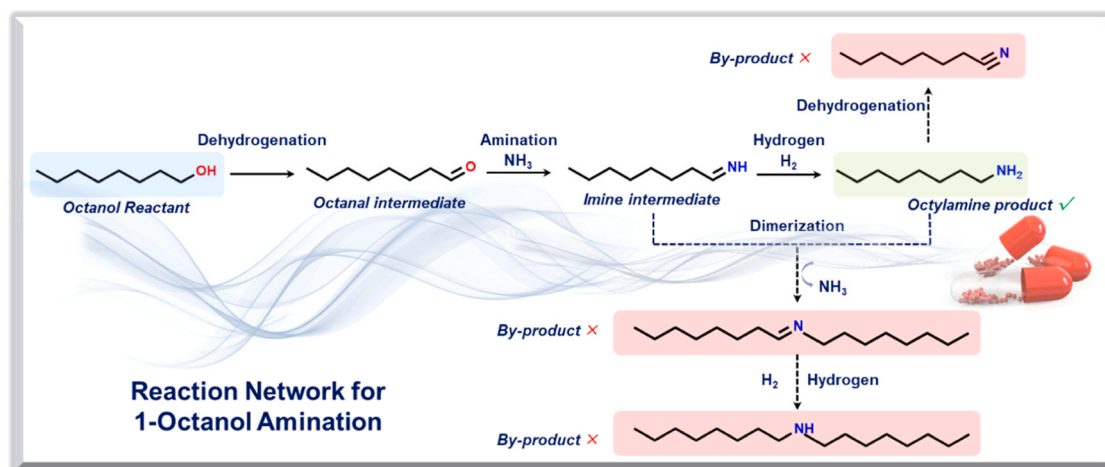 By-product ×
N
Dehydrogenation
Dehydrogenation
Amination
NH₃
Hydrogen
H₂
OH
O
NH
NH₂
Octanol Reactant
Octanal intermediate
Imine intermediate
Octylamine product ✓
Dimerization
NH₃
By-product ×
N
H₂ Hydrogen
By-product ×
NH
Reaction Network for
1-Octanol Amination